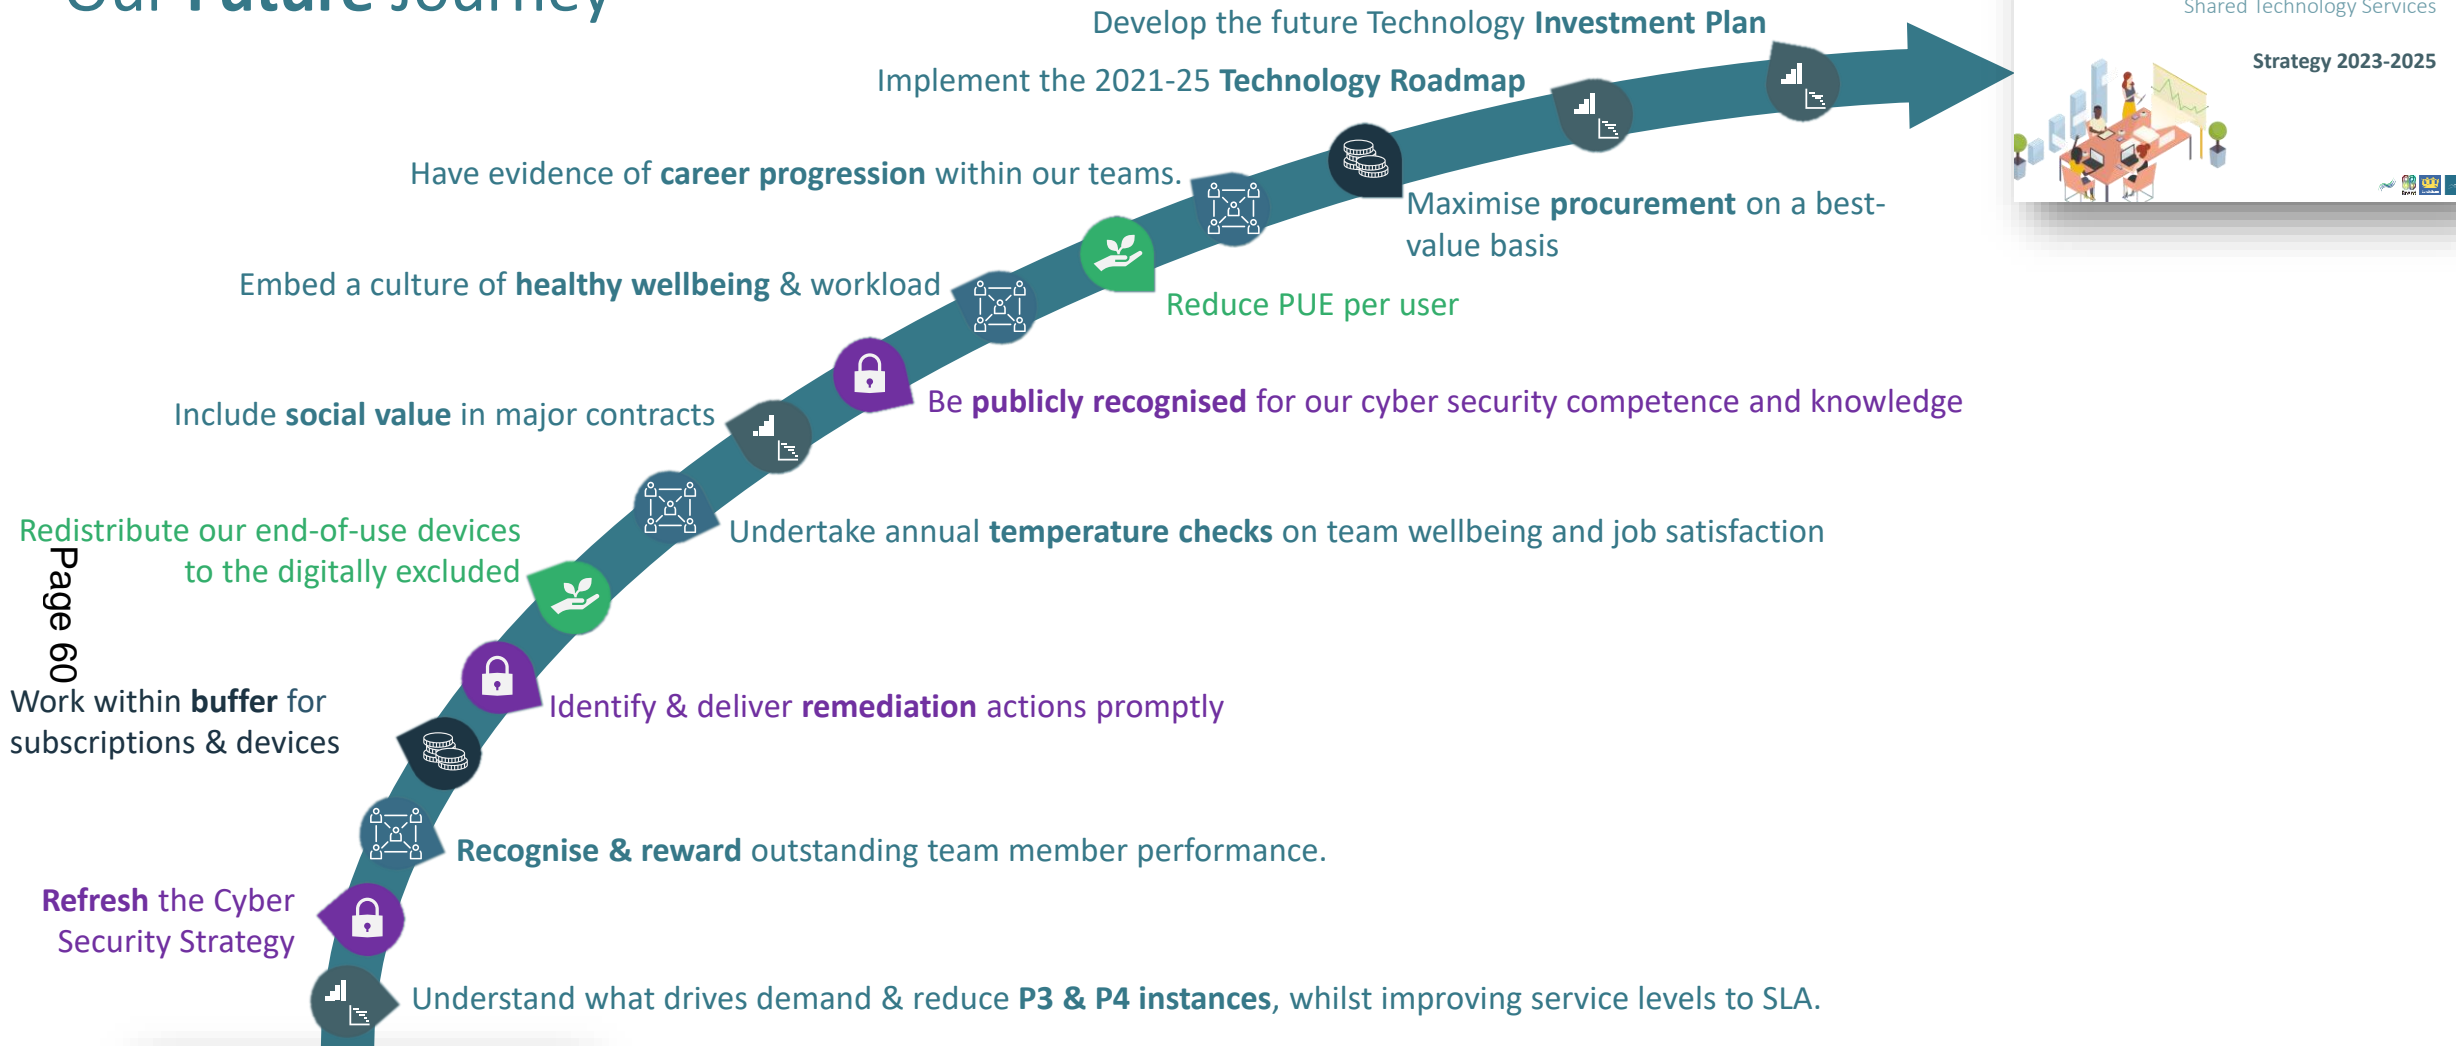 Our Future Journey
Shared Technology Services
Strategy 2023-2025
Develop the future Technology Investment Plan
Implement the 2021-25 Technology Roadmap
Have evidence of career progression within our teams.
Maximise procurement on a best-
value basis
Embed a culture of healthy wellbeing & workload
Reduce PUE per user
Be publicly recognised for our cyber security competence and knowledge
Include social value in major contracts
Redistribute our end-of-use devices
to the digitally excluded
Undertake annual temperature checks on team wellbeing and job satisfaction
Page 60
Work within buffer for
subscriptions & devices
Identify & deliver remediation actions promptly
Recognise & reward outstanding team member performance.
Refresh the Cyber
Security Strategy
Understand what drives demand & reduce P3 & P4 instances, whilst improving service levels to SLA.